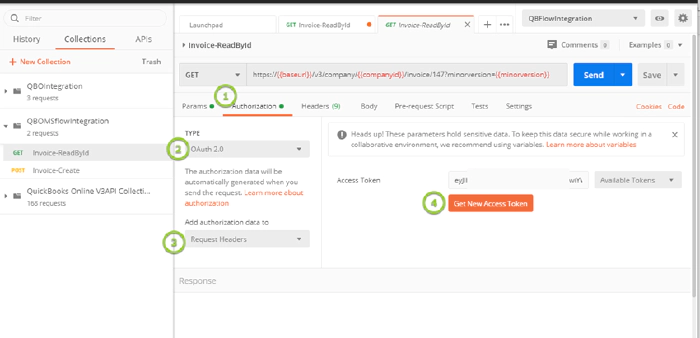 Filter
History Collections APIs
+ New Collection Trash
QBOIntegration
3 requests
QBOMSflowIntegration
2 requests
GET Invoice-ReadById
POST Invoice-Create
QuickBooks Online V3API Collecti...
168 requests
Launchpad GET Invoice-ReadById GET Invoice-ReadById QBFlowIntegration
Invoice-ReadById Comments 0 Examples 0
GET https://{{baseurl}}/v3/company/{{companyid}}/invoice/147?minorversion={{minorversion}} Send Save
1
Params Authorization Headers (9) Body Pre-request Script Tests Settings Cookies Code
TYPE
2 OAuth 2.0
The authorization data will be
automatically generated when you
send the request. Learn more about
authorization
Add authorization data to
3 Request Headers
Heads up! These parameters hold sensitive data. To keep this data secure while working in a
collaborative environment, we recommend using variables. Learn more about variables
Access Token Available Tokens
4 Get New Access Token
Response